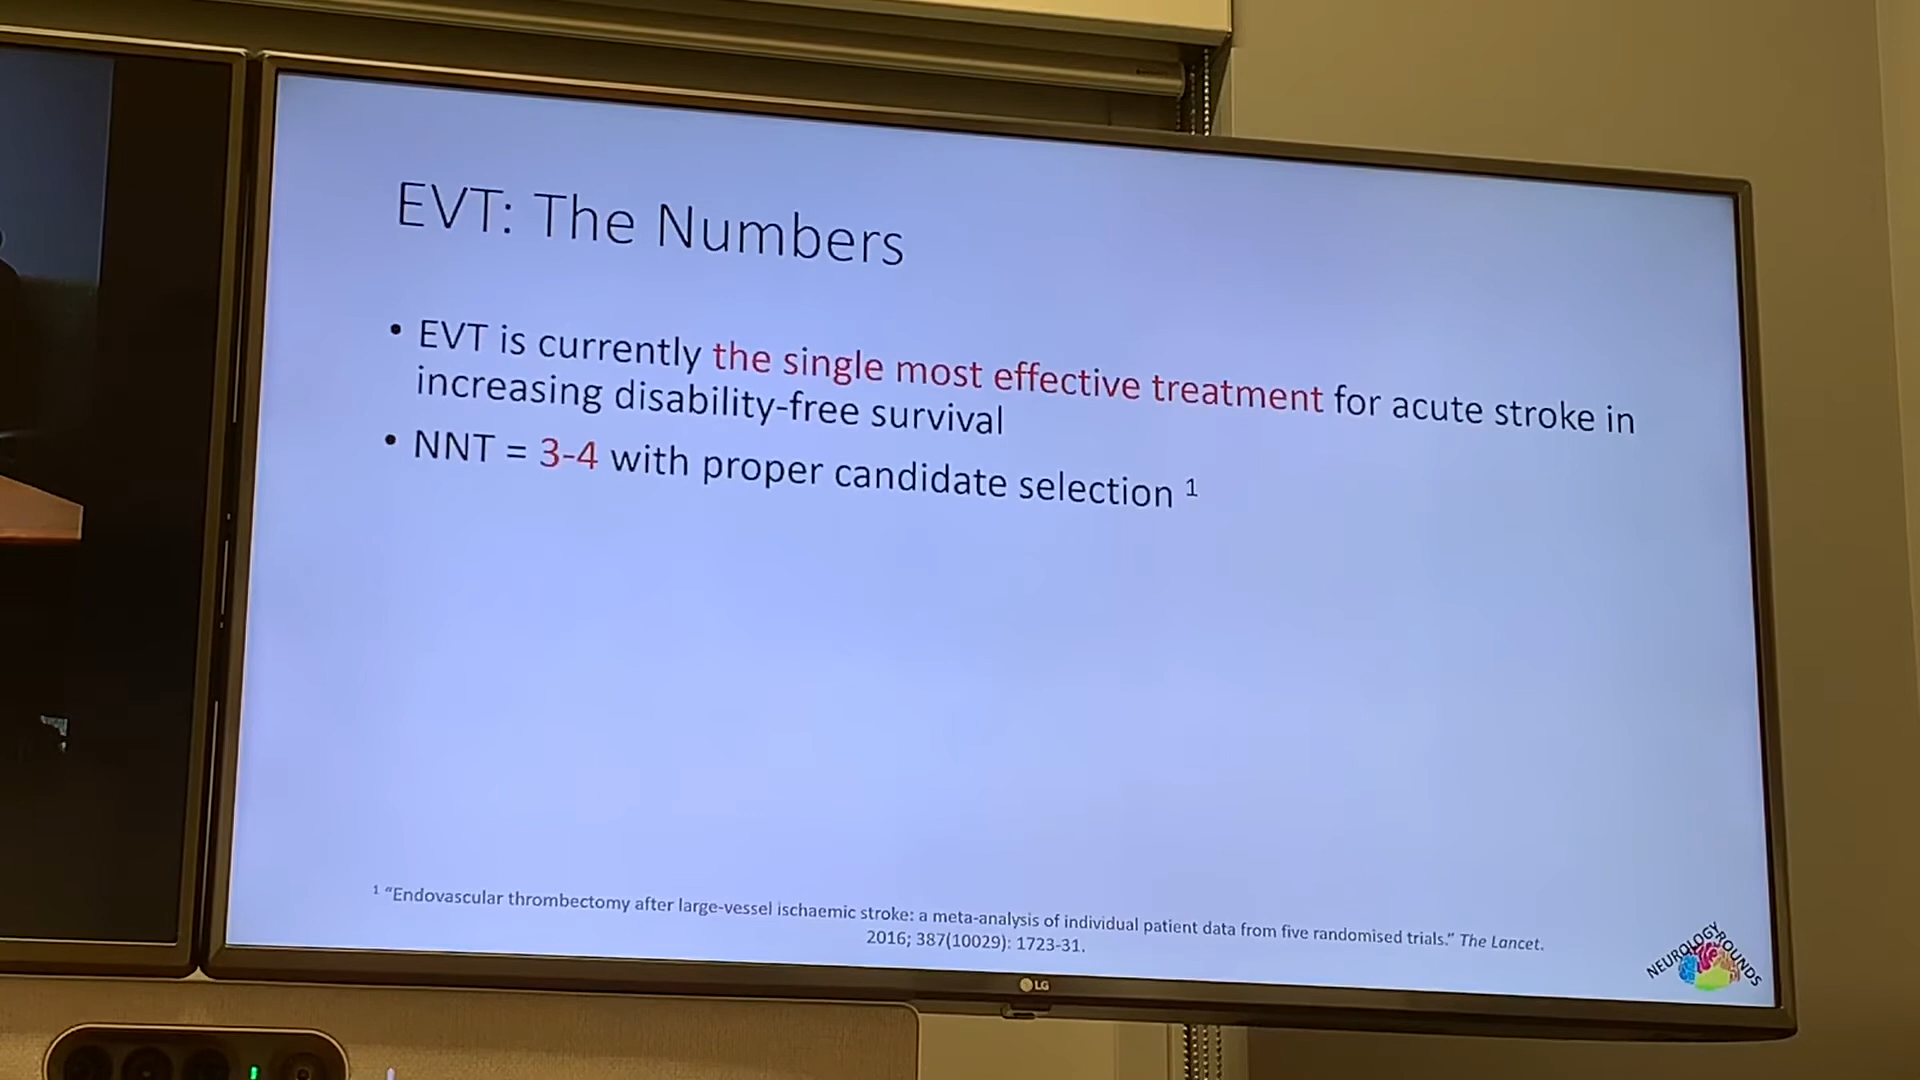 EVT: The Numbers
• EVT is currently the single most effective treatment for acute stroke in
increasing disability-free survival
• NNT = 3-4 with proper candidate selection ¹
¹ “Endovascular thrombectomy after large-vessel ischaemic stroke: a meta-analysis of individual patient data from five randomised trials.” The Lancet.
2016; 387(10029): 1723-31.
NEUROLOGYROUNDS
LG